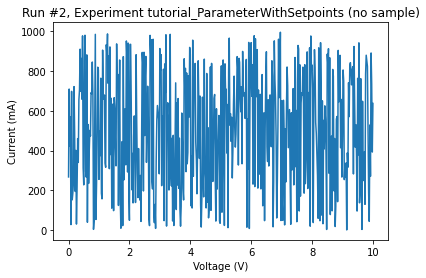 Run #2, Experiment tutorial_ParameterWithSetpoints (no sample)
1000
800
600
400
200
0
Current (mA)
0 2 4 6 8 10
Voltage (V)